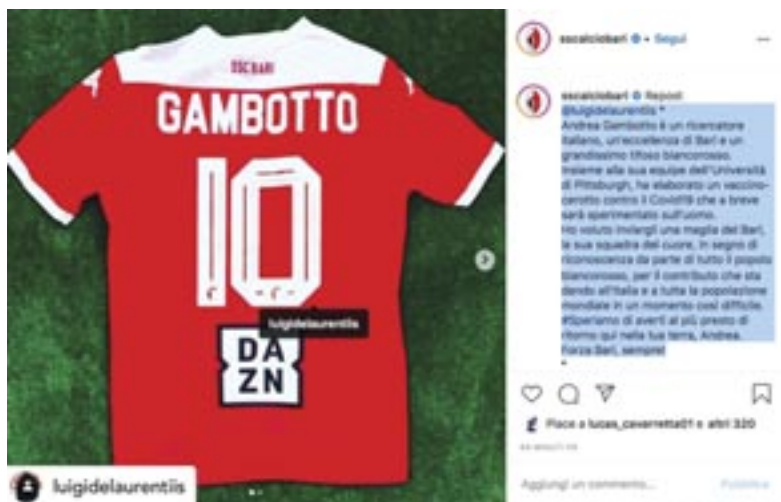 SSCBARI
GAMBOTTO
10
luigidelaurentiis
DA
ZN
luigidelaurentiis
sscalciobari • Segui
sscalciobari Repost
@luigidelaurentiis "
Andrea Gambotto è un ricercatore
italiano, un'eccellenza di Bari e un
grandissimo tifoso biancorosso.
Insieme alla sua equipe dell'Università
di Pittsburgh, ha elaborato un vaccino-
cerotto contro il Covid19 che a breve
sarà sperimentato sull'uomo.
Ho voluto inviargli una maglia del Bari,
la sua squadra del cuore, in segno di
riconoscenza da parte di tutto il popolo
biancorosso, per il contributo che sta
dando all'Italia e a tutta la popolazione
mondiale in un momento così difficile.
#Speriamo di averti al più presto di
ritorno qui nella tua terra, Andrea.
Forza Bari, sempre!
"
Piace a lucas_caverretta01 e altri 320
MINUTI FA
Aggiungi un commento...
Pubblica